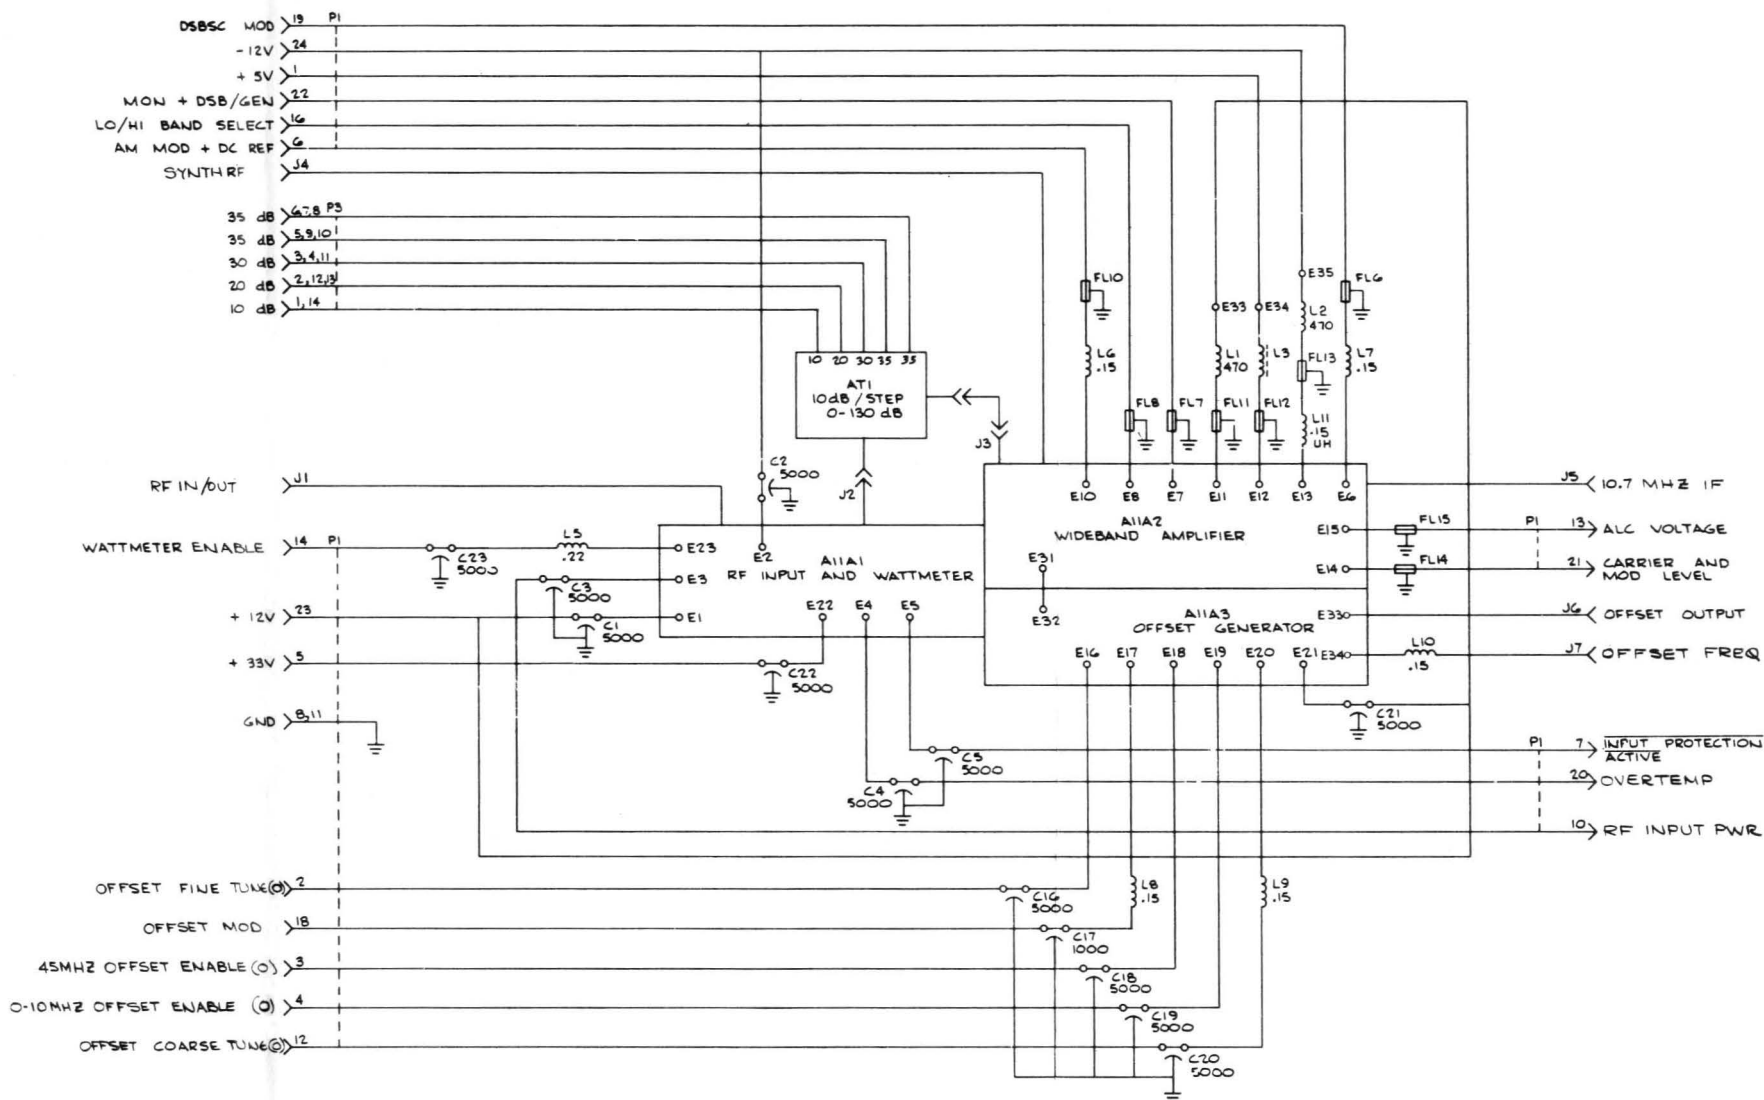 DSBSC MOD 19 P1
-12V 24
+ 5V 1
MON + DSB/GEN 22
LO/HI BAND SELECT 16
AM MOD + DC REF 6
SYNTH RF J4
35 dB 6,7,8 P3
35 dB 5,9,10
30 dB 3,4,11
20 dB 2,12,13
10 dB 1,14
E35
FL10
FL6
E33
E34
L2
470
10 20 30 35 35
L6
.15
L1
470
L3
FL13
L7
.15
AT1
10dB / STEP
0-130 dB
FL8
FL7
FL11
FL12
L11
.15
UH
J3
C2
5000
RF IN/OUT J1
J2
E10 E8 E7 E11 E12 E13 E6
J5 10.7 MHZ IF
A11A2
WIDEBAND AMPLIFIER
E15
FL15
P1 13 ALC VOLTAGE
WATTMETER ENABLE 14 P1
C23
5000
L5
.22
E23
E2
A11A1
RF INPUT AND WATTMETER
E31
E14
FL14
21 CARRIER AND
MOD LEVEL
E3
C3
5000
+ 12V 23
C1
5000
E1
E22 E4 E5
E32
A11A3
OFFSET GENERATOR
E33
J6 OFFSET OUTPUT
E16 E17 E18 E19 E20 E21 E34
L10
.15
J7 OFFSET FREQ
+ 33V 5
C22
5000
GND 8,11
C21
5000
C5
5000
P1 7 INPUT PROTECTION
ACTIVE
C4
5000
20 OVERTEMP
10 RF INPUT PWR
OFFSET FINE TUNE(0) 2
C16
5000
L8
.15
L9
.15
OFFSET MOD 18
C17
1000
45MHZ OFFSET ENABLE (0) 3
C18
5000
0-10MHZ OFFSET ENABLE (0) 4
C19
5000
OFFSET COARSE TUNE(0) 12
C20
5000